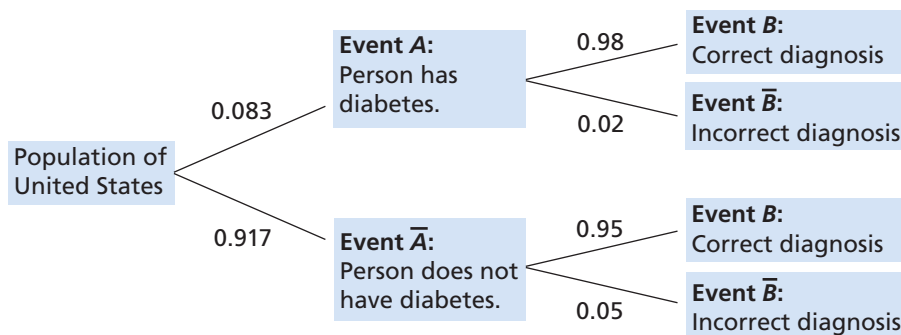 Population of
United States
0.083
0.917
Event A:
Person has
diabetes.
0.98
0.02
Event B:
Correct diagnosis
Event B̅:
Incorrect diagnosis
Event A̅:
Person does not
have diabetes.
0.95
0.05
Event B:
Correct diagnosis
Event B̅:
Incorrect diagnosis